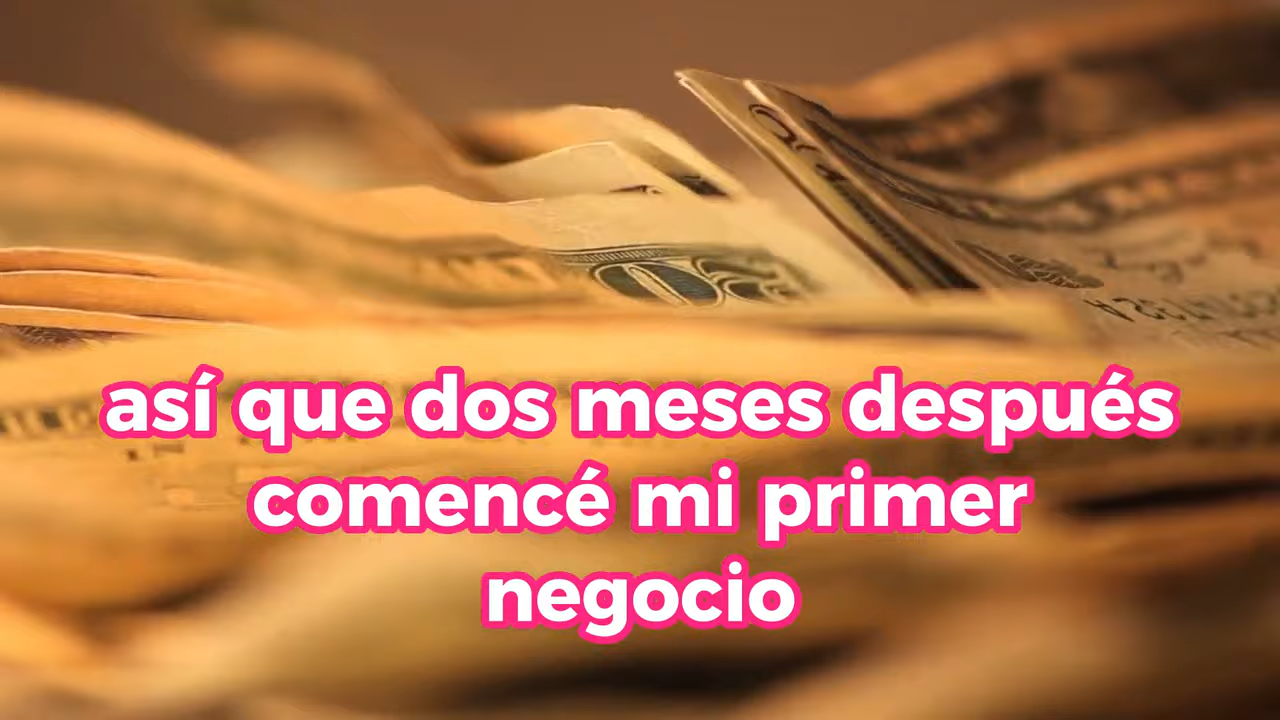 así que dos meses después
comencé mi primer
negocio